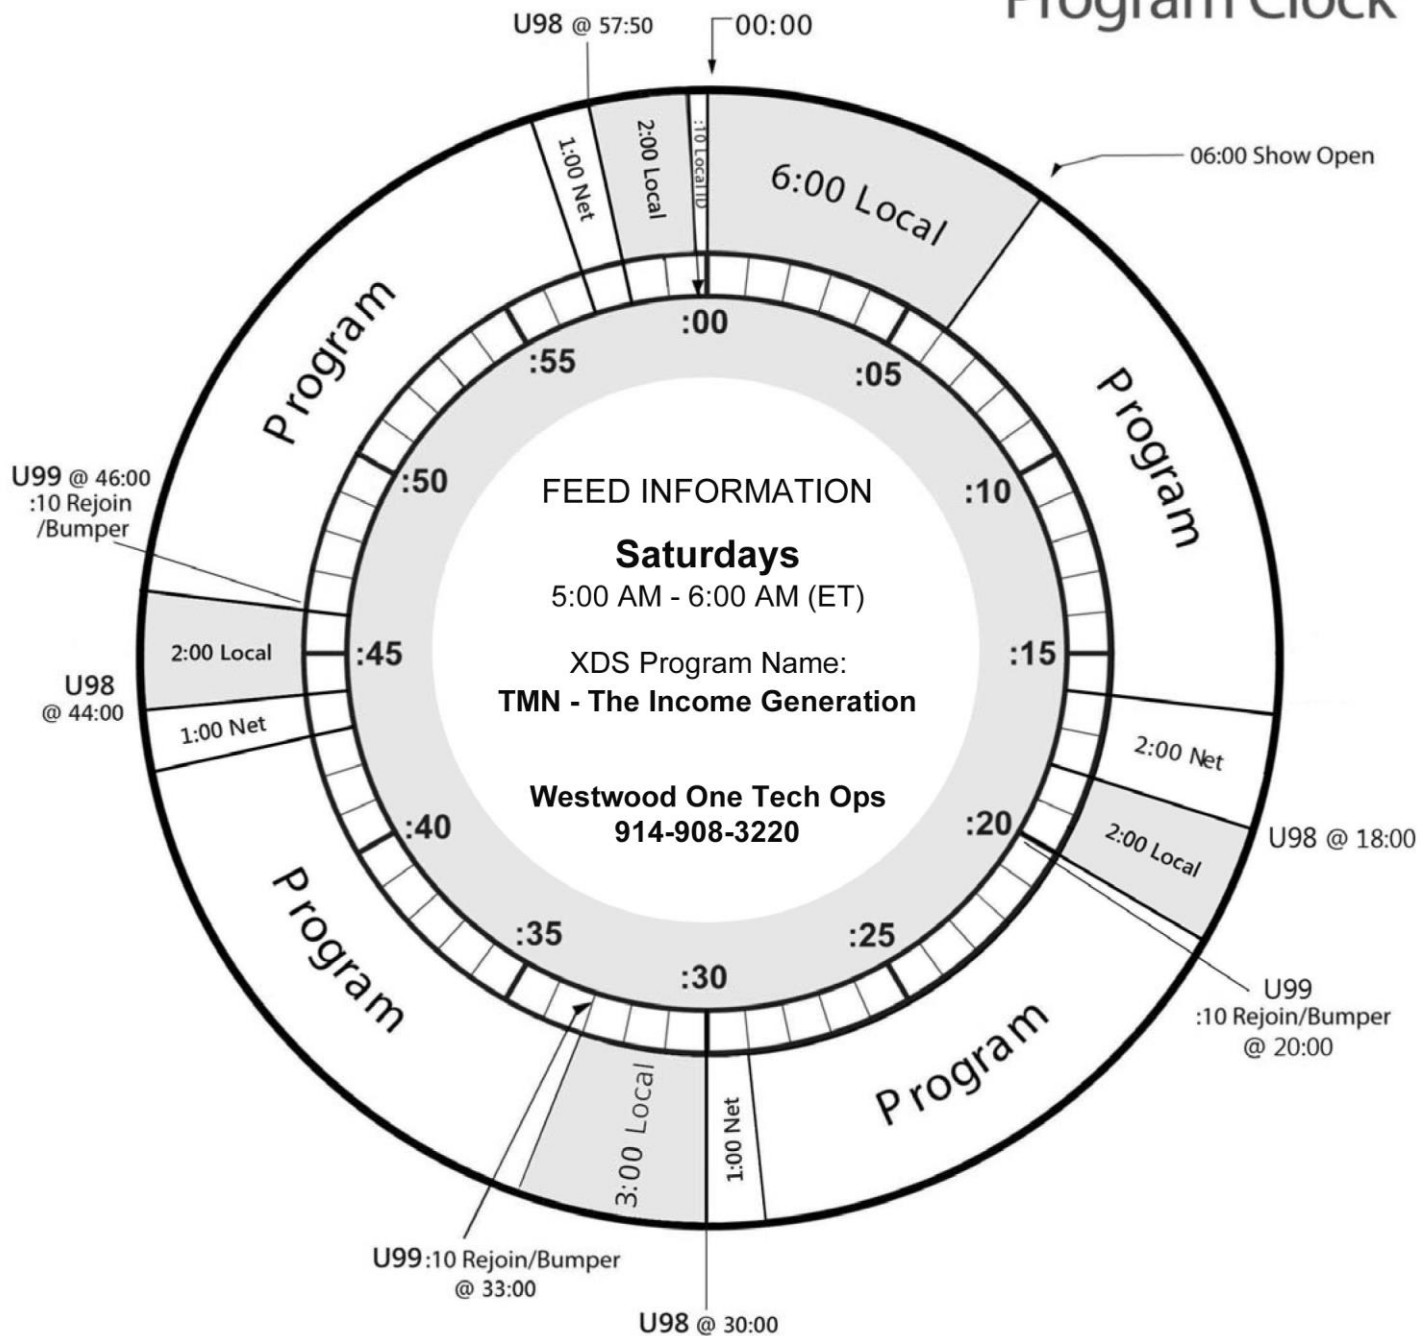 Program Clock
U98 @ 57:50
00:00
06:00 Show Open
1:00 Net
2:00 Local
:10 Local ID
6:00 Local
Program
Program
:00
:05
:10
:15
:20
:25
:30
:35
:40
:45
:50
:55
U99 @ 46:00
:10 Rejoin
/Bumper
FEED INFORMATION
Saturdays
5:00 AM - 6:00 AM (ET)
XDS Program Name:
TMN - The Income Generation
Westwood One Tech Ops
914-908-3220
2:00 Local
U98
@ 44:00
1:00 Net
2:00 Net
2:00 Local
U98 @ 18:00
U99
:10 Rejoin/Bumper
@ 20:00
Program
Program
3:00 Local
1:00 Net
U99 :10 Rejoin/Bumper
@ 33:00
U98 @ 30:00